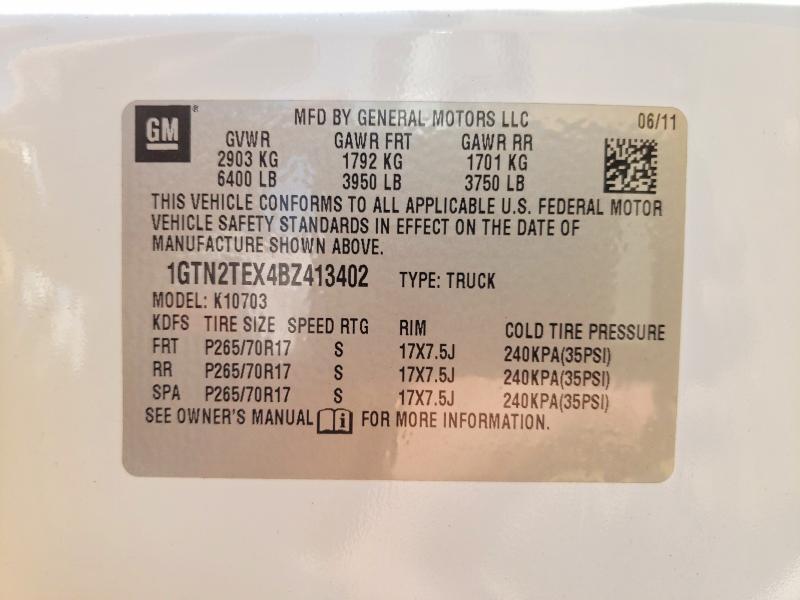 GM®
MFD BY GENERAL MOTORS LLC 06/11
GVWR GAWR FRT GAWR RR
2903 KG 1792 KG 1701 KG
6400 LB 3950 LB 3750 LB
THIS VEHICLE CONFORMS TO ALL APPLICABLE U.S. FEDERAL MOTOR
VEHICLE SAFETY STANDARDS IN EFFECT ON THE DATE OF
MANUFACTURE SHOWN ABOVE.
1GTN2TEX4BZ413402 TYPE: TRUCK
MODEL: K10703
KDFS TIRE SIZE SPEED RTG RIM COLD TIRE PRESSURE
FRT P265/70R17 S 17X7.5J 240KPA(35PSI)
RR P265/70R17 S 17X7.5J 240KPA(35PSI)
SPA P265/70R17 S 17X7.5J 240KPA(35PSI)
SEE OWNER'S MANUAL i FOR MORE INFORMATION.